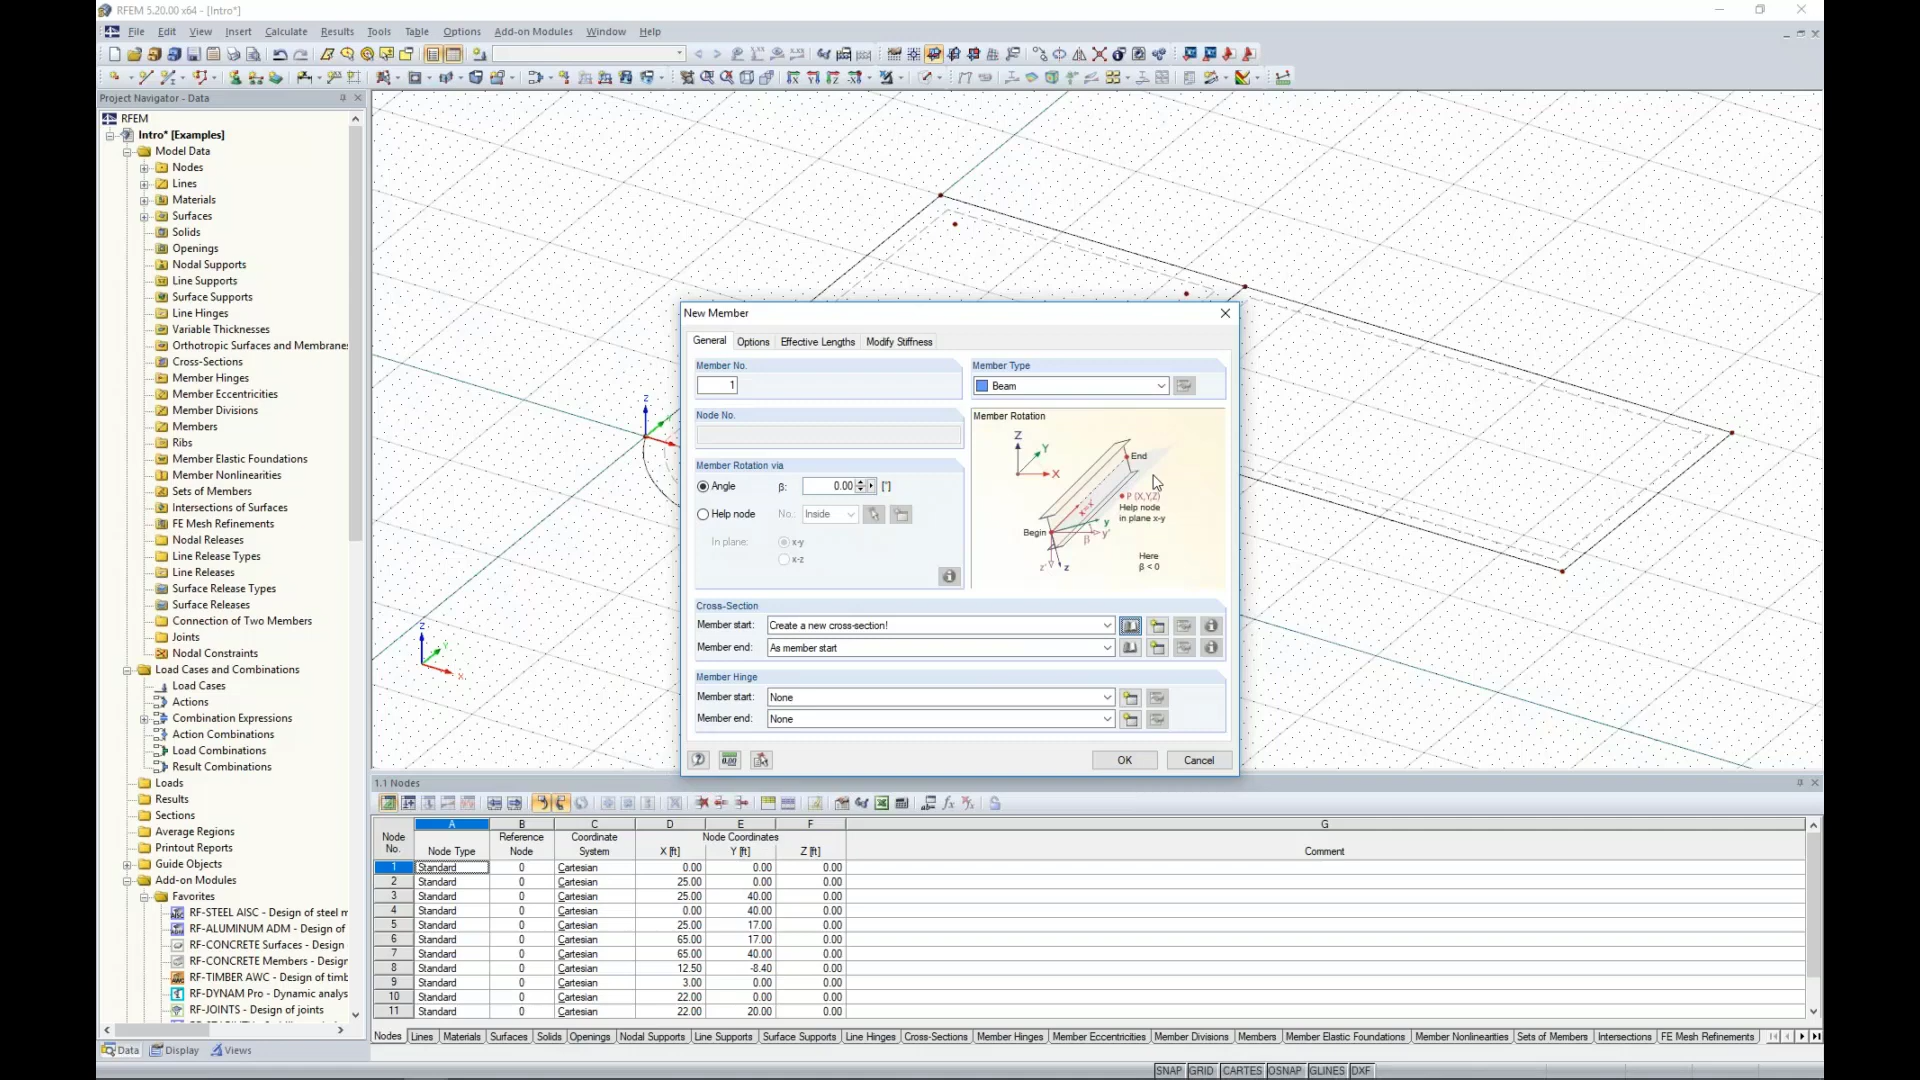 RFEM 5.20.00 x64 - [Intro*]
File Edit View Insert Calculate Results Tools Table Options Add-on Modules Window Help
Project Navigator - Data
RFEM
Intro* [Examples]
Model Data
Nodes
Lines
Materials
Surfaces
Solids
Openings
Nodal Supports
Line Supports
Surface Supports
Line Hinges
Variable Thicknesses
Orthotropic Surfaces and Membranes
Cross-Sections
Member Hinges
Member Eccentricities
Member Divisions
Members
Ribs
Member Elastic Foundations
Member Nonlinearities
Sets of Members
Intersections of Surfaces
FE Mesh Refinements
Nodal Releases
Line Release Types
Line Releases
Surface Release Types
Surface Releases
Connection of Two Members
Joints
Nodal Constraints
Load Cases and Combinations
Load Cases
Actions
Combination Expressions
Action Combinations
Load Combinations
Result Combinations
Loads
Results
Sections
Average Regions
Printout Reports
Guide Objects
Add-on Modules
Favorites
RF-STEEL AISC - Design of steel m
RF-ALUMINUM ADM - Design of
RF-CONCRETE Surfaces - Design
RF-CONCRETE Members - Design
RF-TIMBER AWC - Design of timb
RF-DYNAM Pro - Dynamic analys
RF-JOINTS - Design of joints
Data Display Views
z
z
x
New Member
General Options Effective Lengths Modify Stiffness
Member No.
1
Member Type
Beam
Node No.
Member Rotation via
Angle β: 0.00 [°]
Help node No.: Inside
In plane: x-y
x-z
Member Rotation
Z
Y
X
End
P (X,Y,Z)
Help node
in plane x-y
x=x'
y
y'
Begin
β
z' z
Here
β < 0
Cross-Section
Member start: Create a new cross-section!
Member end: As member start
Member Hinge
Member start: None
Member end: None
OK Cancel
1.1 Nodes
A B C D E F G
Node Reference Coordinate Node Coordinates
No. Node Type Node System X [ft] Y [ft] Z [ft] Comment
1 Standard 0 Cartesian 0.00 0.00 0.00
2 Standard 0 Cartesian 25.00 0.00 0.00
3 Standard 0 Cartesian 25.00 40.00 0.00
4 Standard 0 Cartesian 0.00 40.00 0.00
5 Standard 0 Cartesian 25.00 17.00 0.00
6 Standard 0 Cartesian 65.00 17.00 0.00
7 Standard 0 Cartesian 65.00 40.00 0.00
8 Standard 0 Cartesian 12.50 -8.40 0.00
9 Standard 0 Cartesian 3.00 0.00 0.00
10 Standard 0 Cartesian 22.00 0.00 0.00
11 Standard 0 Cartesian 22.00 20.00 0.00
Nodes Lines Materials Surfaces Solids Openings Nodal Supports Line Supports Surface Supports Line Hinges Cross-Sections Member Hinges Member Eccentricities Member Divisions Members Member Elastic Foundations Member Nonlinearities Sets of Members Intersections FE Mesh Refinements
SNAP GRID CARTES OSNAP GLINES DXF